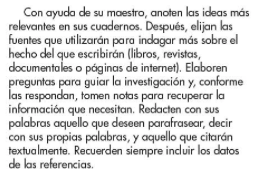 Con ayuda de su maestro, anoten las ideas más
relevantes en sus cuadernos. Después, elijan las
fuentes que utilizarán para indagar más sobre el
hecho del que escribirán (libros, revistas,
documentales o páginas de internet). Elaboren
preguntas para guiar la investigación y, conforme
las respondan, tomen notas para recuperar la
información que necesitan. Redacten con sus
palabras aquello que deseen parafrasear, decir
con sus propias palabras, y aquello que citarán
textualmente. Recuerden siempre incluir los datos
de las referencias.